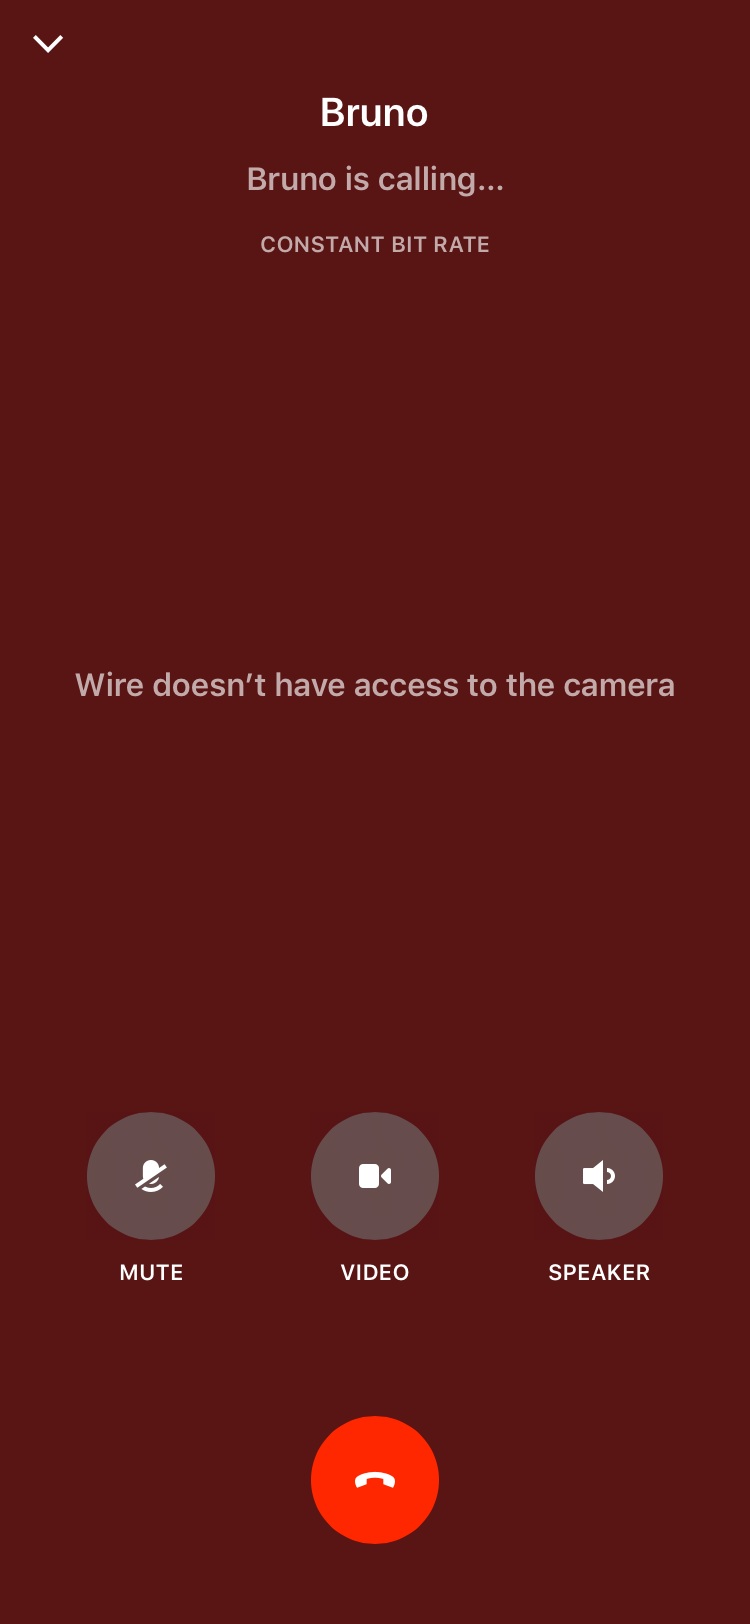 Bruno
Bruno is calling...
CONSTANT BIT RATE
Wire doesn’t have access to the camera
MUTE
VIDEO
SPEAKER